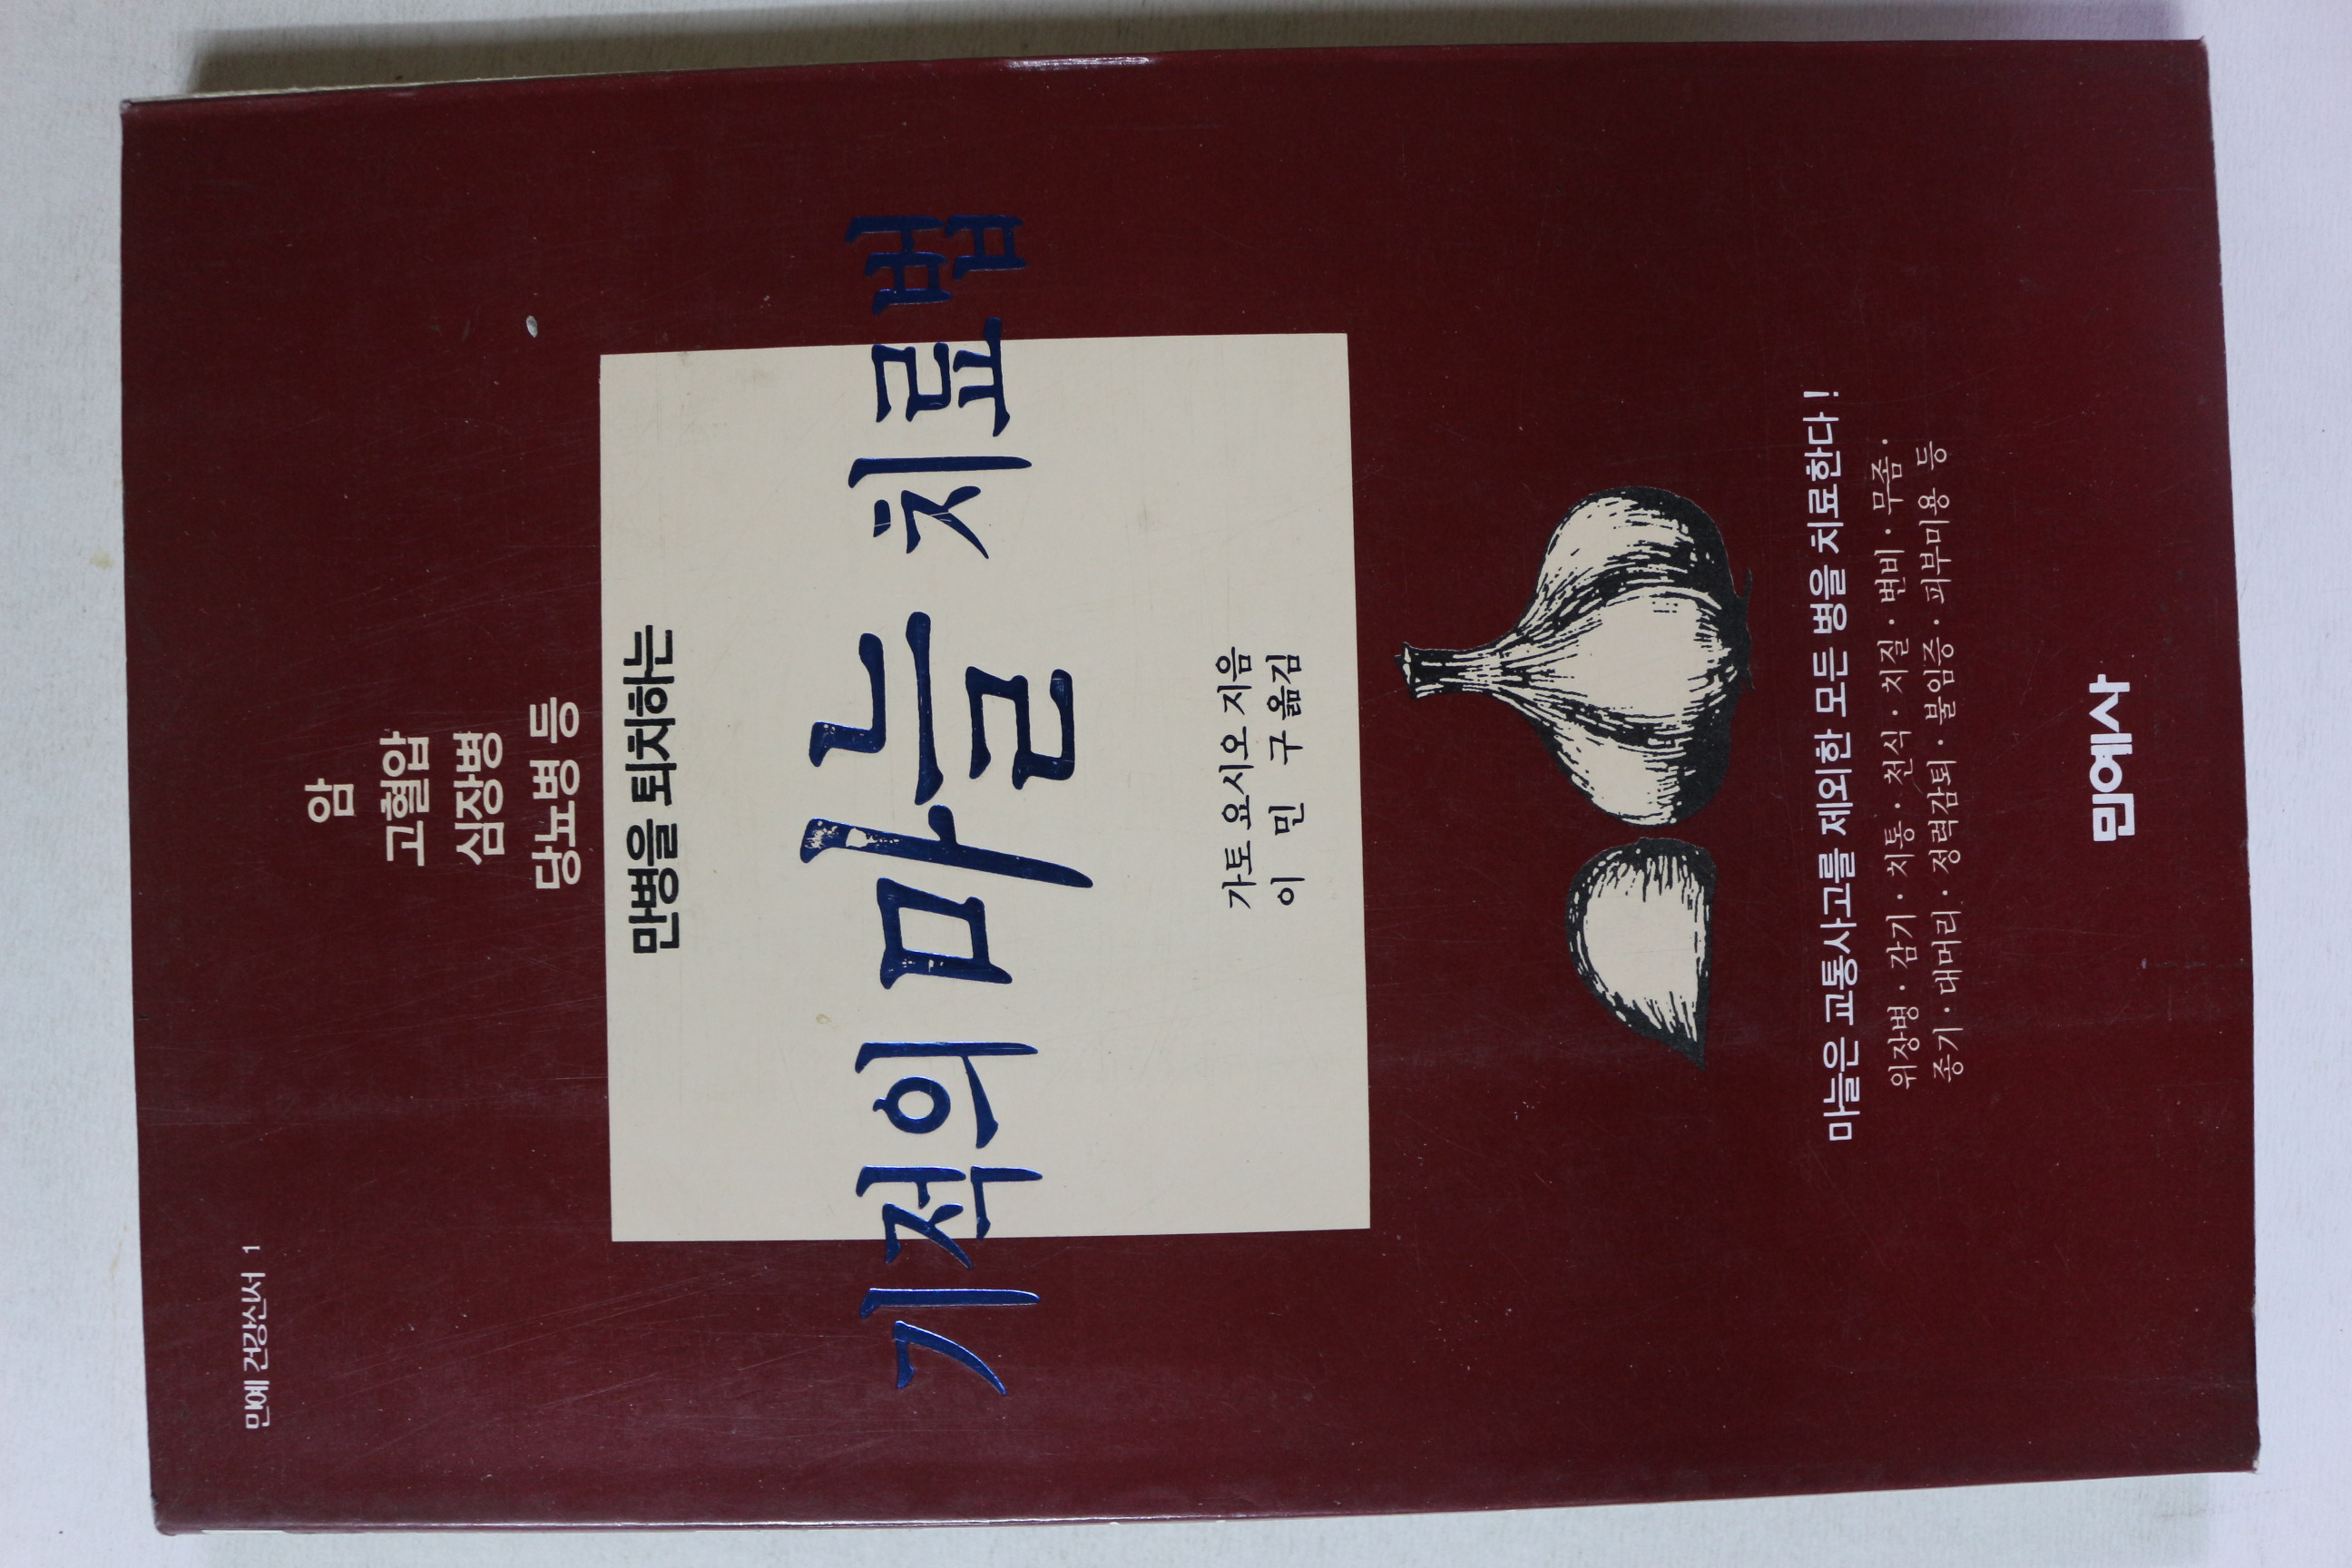 민예 건강신서 1
암
고혈압
심장병
당뇨병 등
만병을 퇴치하는
기적의 마늘 치료법
가토 요시오 지음
이 민 구 옮김
마늘은 교통사고를 제외한 모든 병을 치료한다!
위장병·감기·치통·천식·치질·변비·무좀·
종기·대머리·정력감퇴·불임증·피부미용 등
민예사